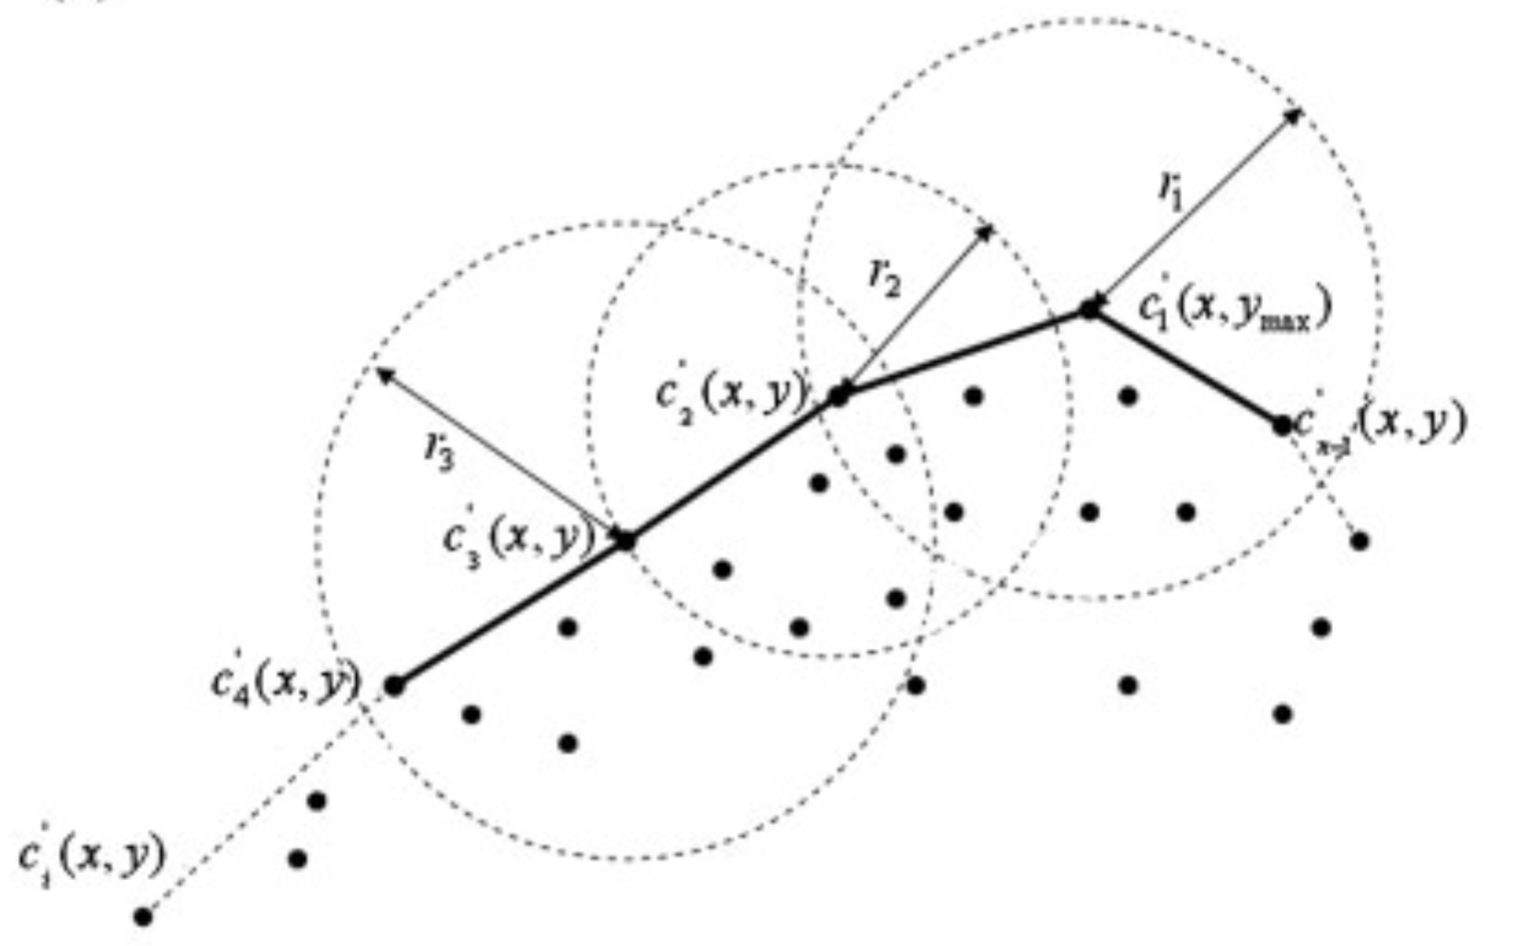 r₁
c'₁(x, yₘₐₓ)
r₂
c'₂(x, y)
c'ₙ₋₁(x, y)
r₃
c'₃(x, y)
c'₄(x, y)
c'ᵢ(x, y)